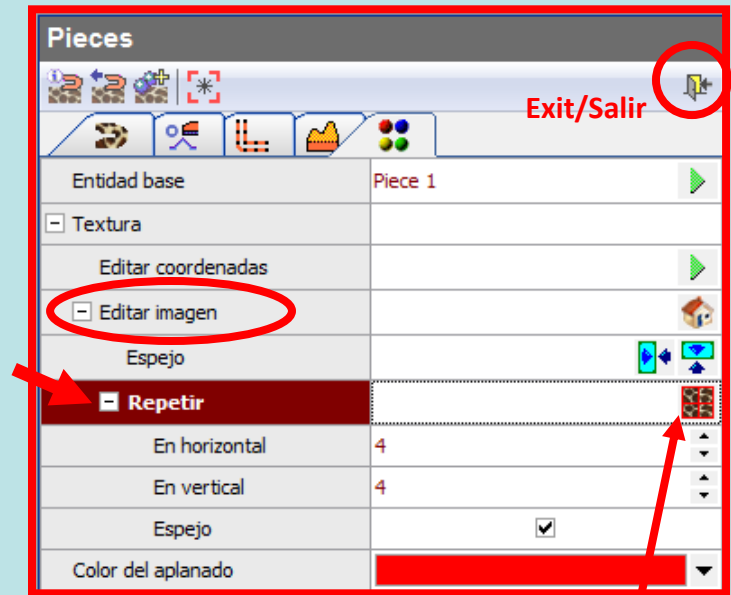 Pieces
Exit/Salir
Entidad base Piece 1
Textura
Editar coordenadas
Editar imagen
Espejo
Repetir
En horizontal 4
En vertical 4
Espejo
Color del aplanado